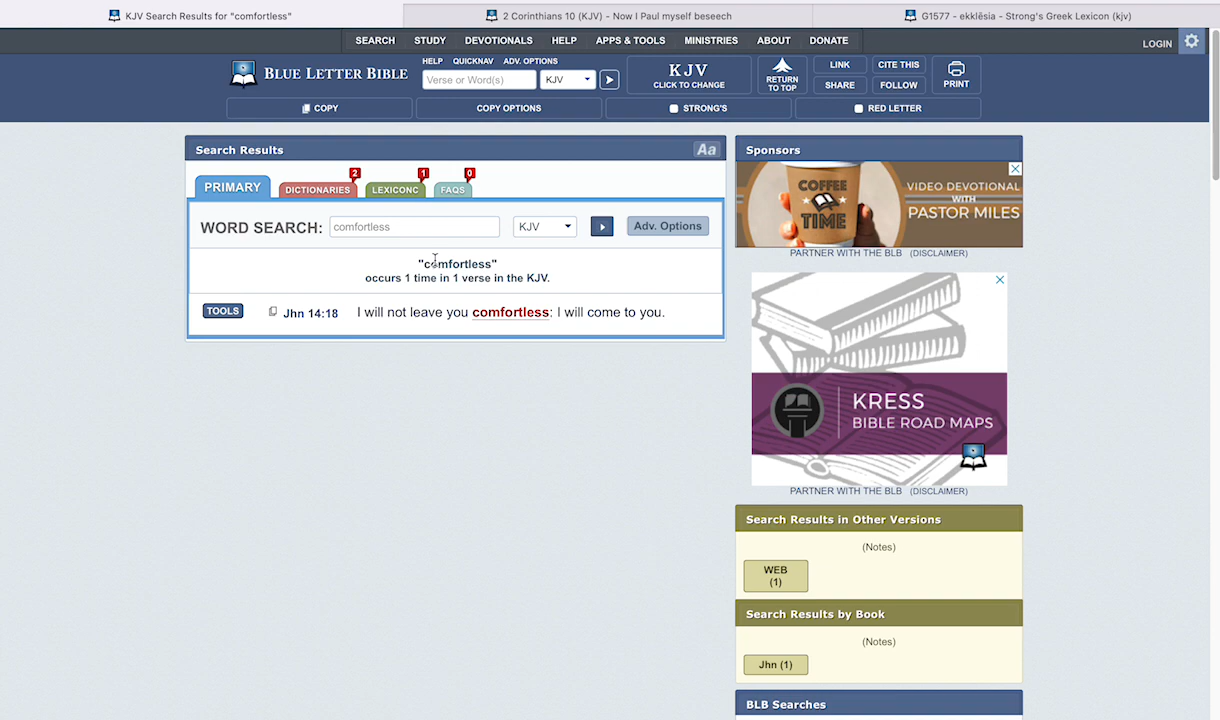 KJV Search Results for "comfortless"
2 Corinthians 10 (KJV) - Now I Paul myself beseech
G1577 - ekklēsia - Strong's Greek Lexicon (kjv)
SEARCH STUDY DEVOTIONALS HELP APPS & TOOLS MINISTRIES ABOUT DONATE
LOGIN
BLUE LETTER BIBLE
HELP QUICKNAV ADV. OPTIONS
Verse or Word(s)
KJV
KJV
CLICK TO CHANGE
RETURN
TO TOP
LINK
CITE THIS
SHARE
FOLLOW
PRINT
COPY
COPY OPTIONS
STRONG'S
RED LETTER
Search Results
Aa
PRIMARY
DICTIONARIES
2
LEXICONC
1
FAQS
0
WORD SEARCH:
comfortless
KJV
Adv. Options
"comfortless"
occurs 1 time in 1 verse in the KJV.
TOOLS
Jhn 14:18
I will not leave you comfortless: I will come to you.
Sponsors
COFFEE
TIME
VIDEO DEVOTIONAL
WITH
PASTOR MILES
PARTNER WITH THE BLB (DISCLAIMER)
KRESS
BIBLE ROAD MAPS
PARTNER WITH THE BLB (DISCLAIMER)
Search Results in Other Versions
(Notes)
WEB
(1)
Search Results by Book
(Notes)
Jhn (1)
BLB Searches